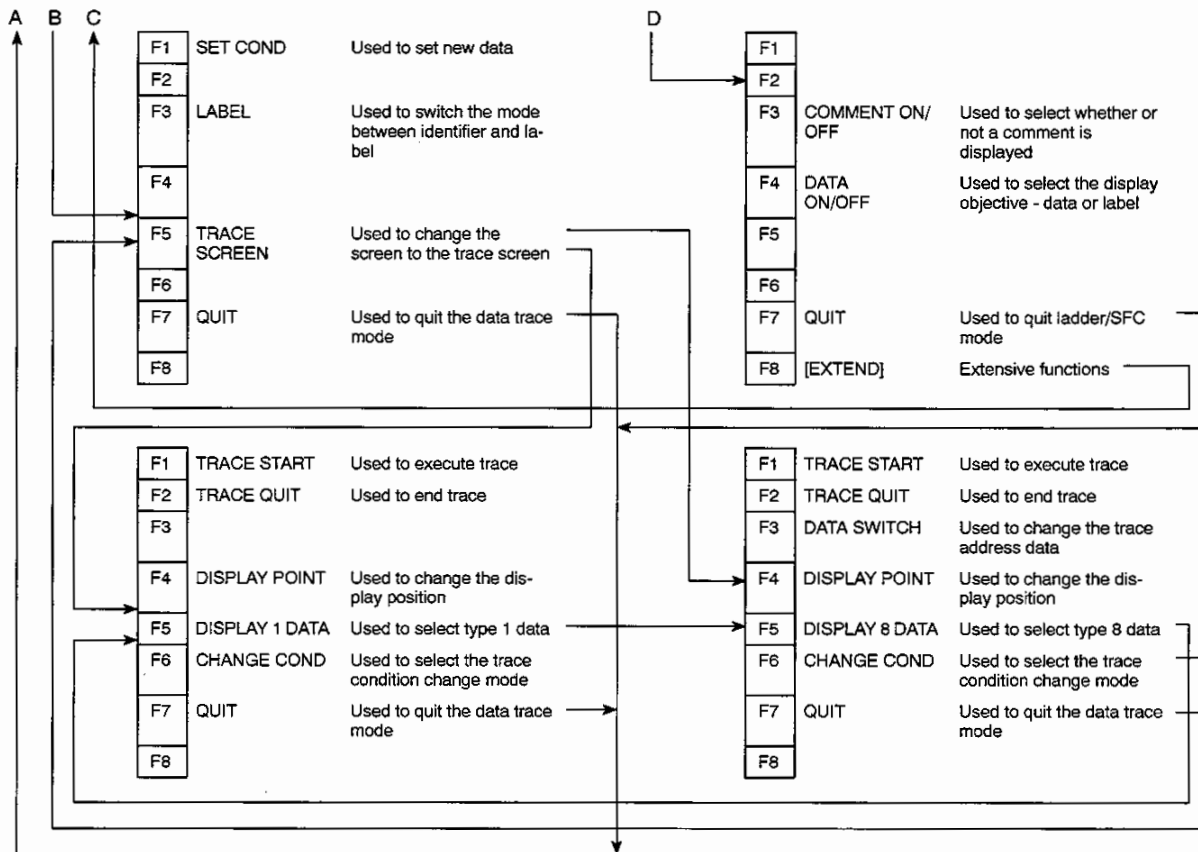 A B C D
F1 SET COND Used to set new data
F2
F3 LABEL Used to switch the mode
between identifier and la-
bel
F4
F5 TRACE Used to change the
SCREEN screen to the trace screen
F6
F7 QUIT Used to quit the data trace
mode
F8
F1
F2
F3 COMMENT ON/ Used to select whether or
OFF not a comment is
displayed
F4 DATA Used to select the display
ON/OFF objective - data or label
F5
F6
F7 QUIT Used to quit ladder/SFC
mode
F8 [EXTEND] Extensive functions
F1 TRACE START Used to execute trace
F2 TRACE QUIT Used to end trace
F3
F4 DISPLAY POINT Used to change the dis-
play position
F5 DISPLAY 1 DATA Used to select type 1 data
F6 CHANGE COND Used to select the trace
condition change mode
F7 QUIT Used to quit the data trace
mode
F8
F1 TRACE START Used to execute trace
F2 TRACE QUIT Used to end trace
F3 DATA SWITCH Used to change the trace
address data
F4 DISPLAY POINT Used to change the dis-
play position
F5 DISPLAY 8 DATA Used to select type 8 data
F6 CHANGE COND Used to select the trace
condition change mode
F7 QUIT Used to quit the data trace
mode
F8